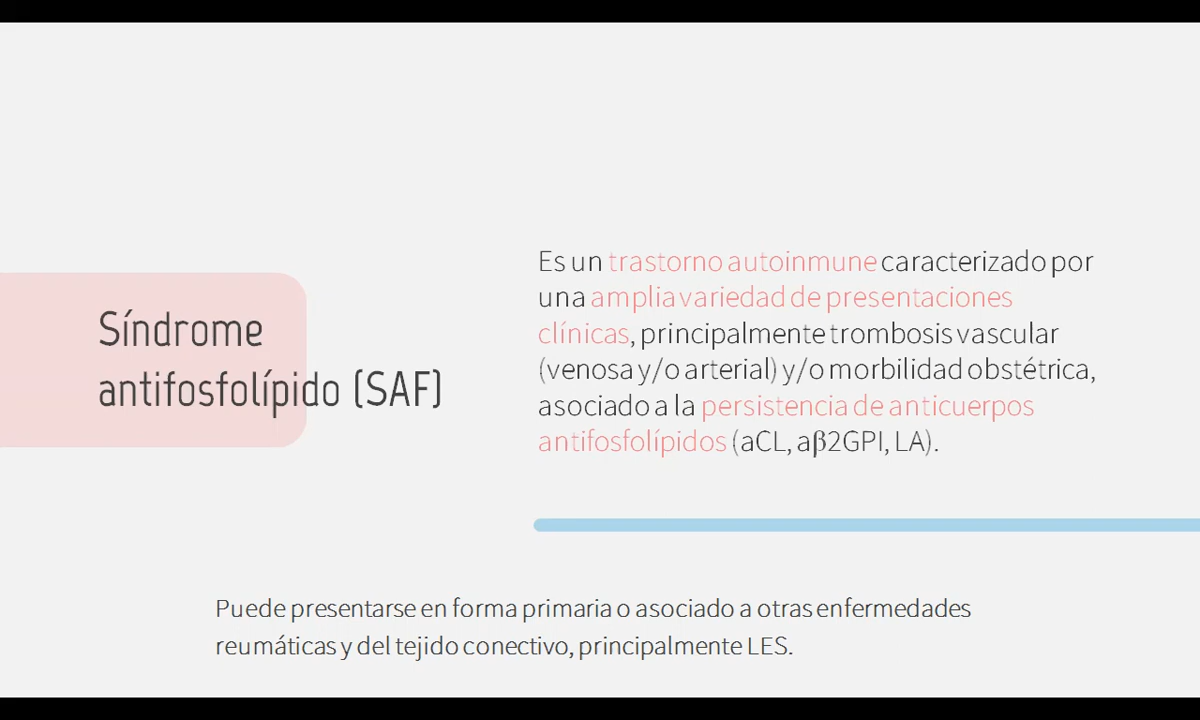 Síndrome
antifosfolípido (SAF)
Es un trastorno autoinmune caracterizado por
una amplia variedad de presentaciones
clínicas, principalmente trombosis vascular
(venosa y/o arterial) y/o morbilidad obstétrica,
asociado a la persistencia de anticuerpos
antifosfolípidos (aCL, aβ2GPI, LA).
Puede presentarse en forma primaria o asociado a otras enfermedades
reumáticas y del tejido conectivo, principalmente LES.